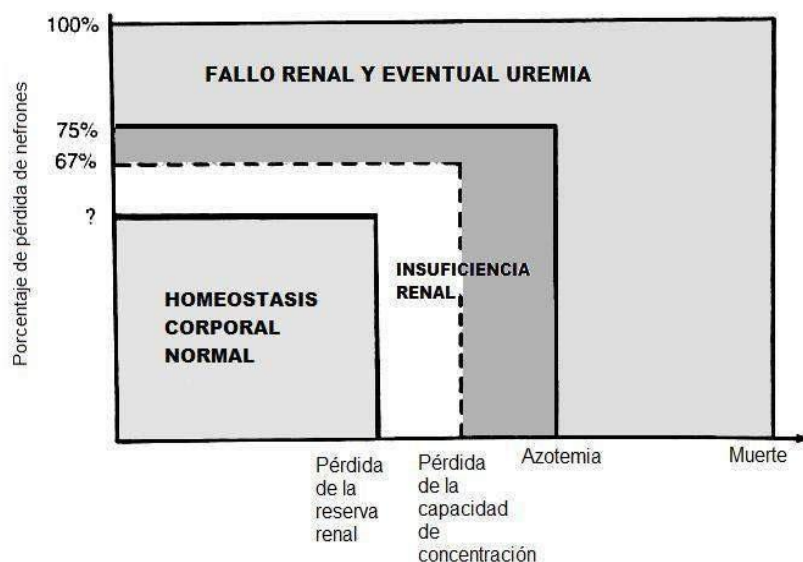 100%
FALLO RENAL Y EVENTUAL UREMIA
75%
67%
?
Porcentaje de pérdida de nefrones
INSUFICIENCIA
RENAL
HOMEOSTASIS
CORPORAL
NORMAL
Pérdida
de la
reserva
renal
Pérdida
de la
capacidad
de
concentración
Azotemia
Muerte